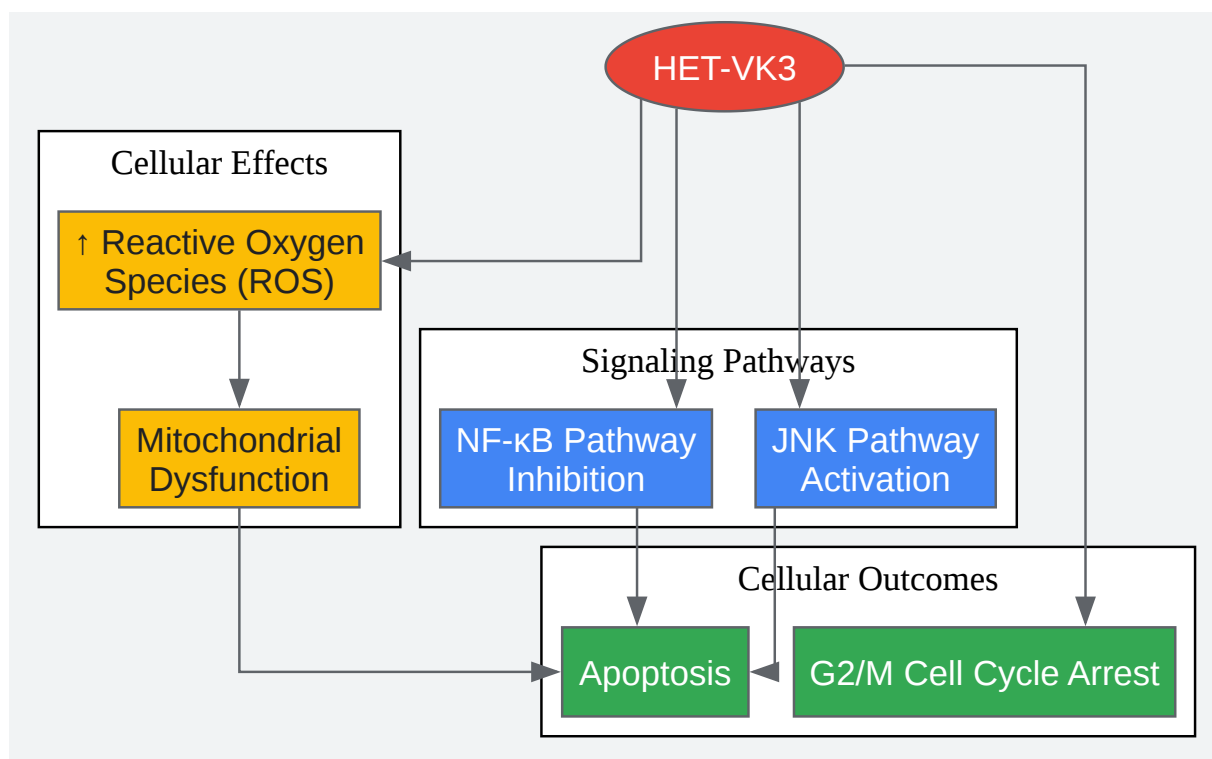 HET-VK3
Cellular Effects
↑ Reactive Oxygen
Species (ROS)
Mitochondrial
Dysfunction
Signaling Pathways
NF-κB Pathway
Inhibition
JNK Pathway
Activation
Cellular Outcomes
Apoptosis
G2/M Cell Cycle Arrest